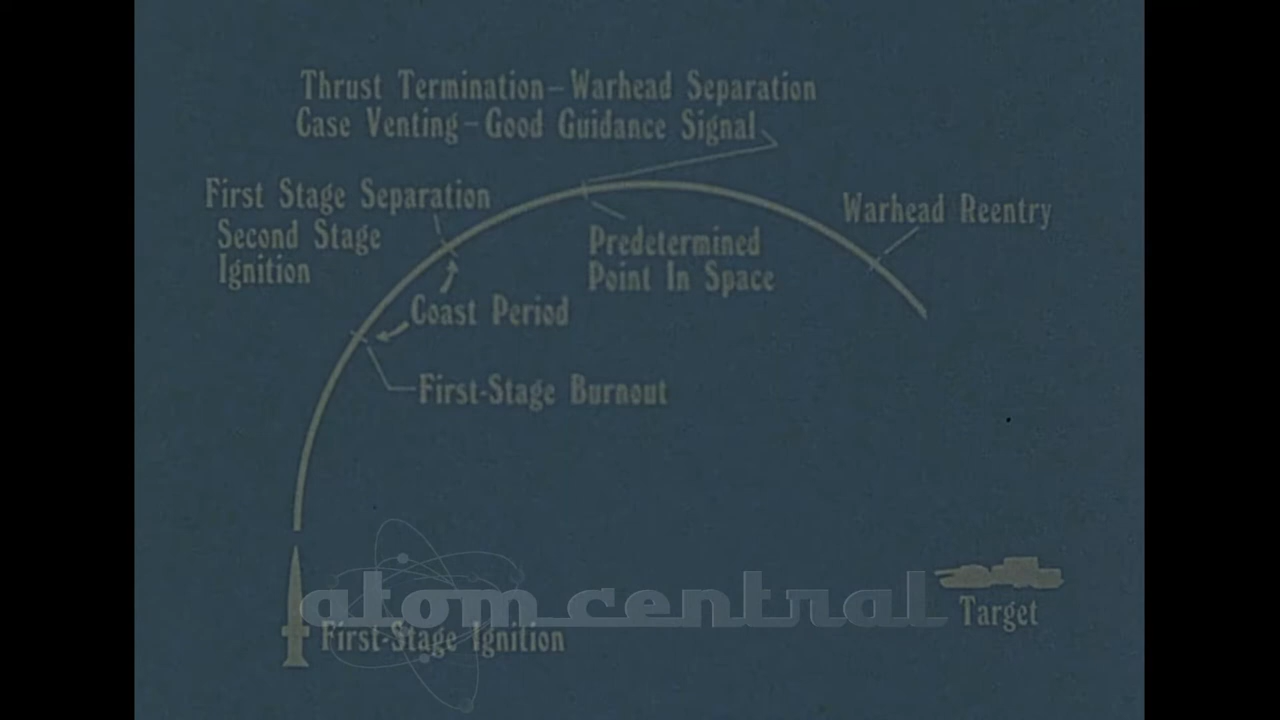 Thrust Termination–Warhead Separation
Case Venting–Good Guidance Signal
First Stage Separation
Second Stage
Ignition
Warhead Reentry
Predetermined
Point In Space
Coast Period
First-Stage Burnout
atom central
Target
First-Stage Ignition